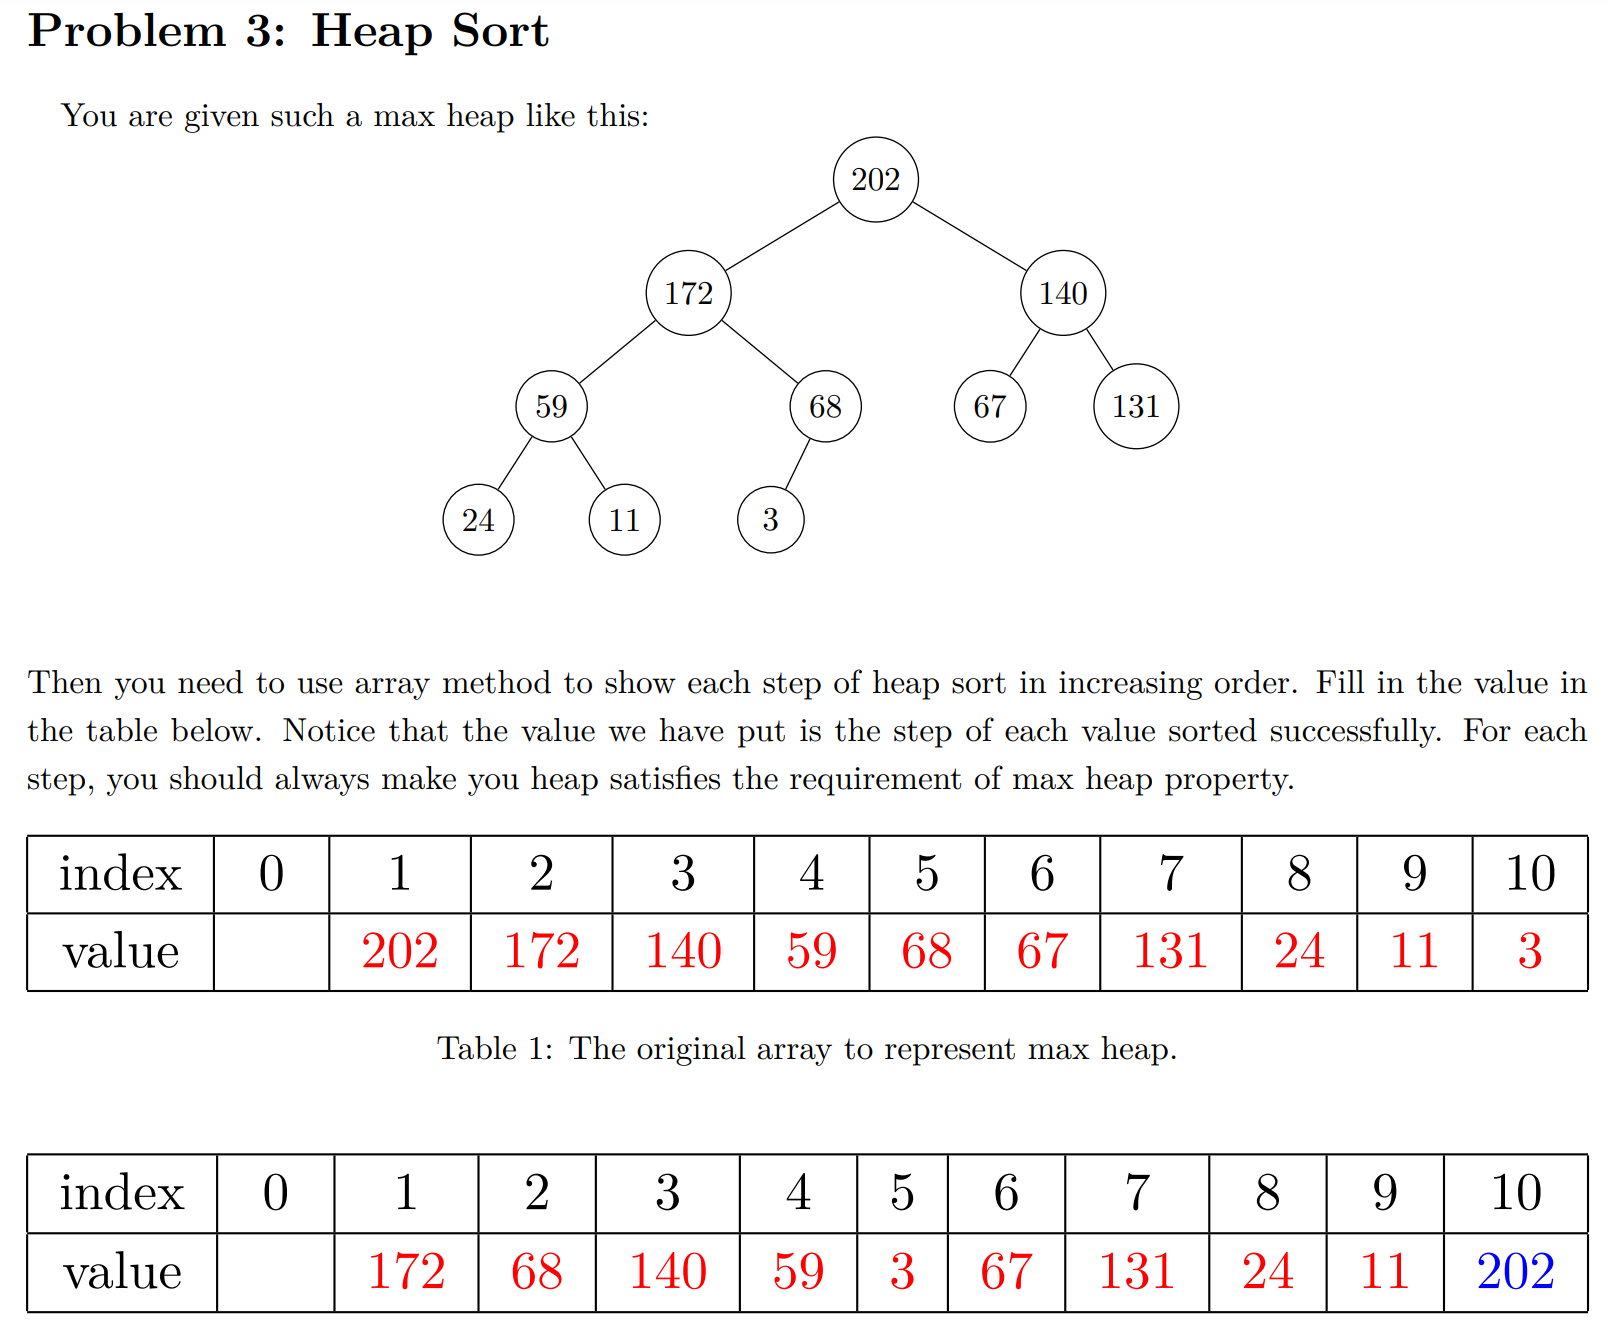 Problem 3: Heap Sort
You are given such a max heap like this:
202
172 140
59 68 67 131
24 11 3
Then you need to use array method to show each step of heap sort in increasing order. Fill in the value in
the table below. Notice that the value we have put is the step of each value sorted successfully. For each
step, you should always make you heap satisfies the requirement of max heap property.
index 0 1 2 3 4 5 6 7 8 9 10
value 202 172 140 59 68 67 131 24 11 3
Table 1: The original array to represent max heap.
index 0 1 2 3 4 5 6 7 8 9 10
value 172 68 140 59 3 67 131 24 11 202